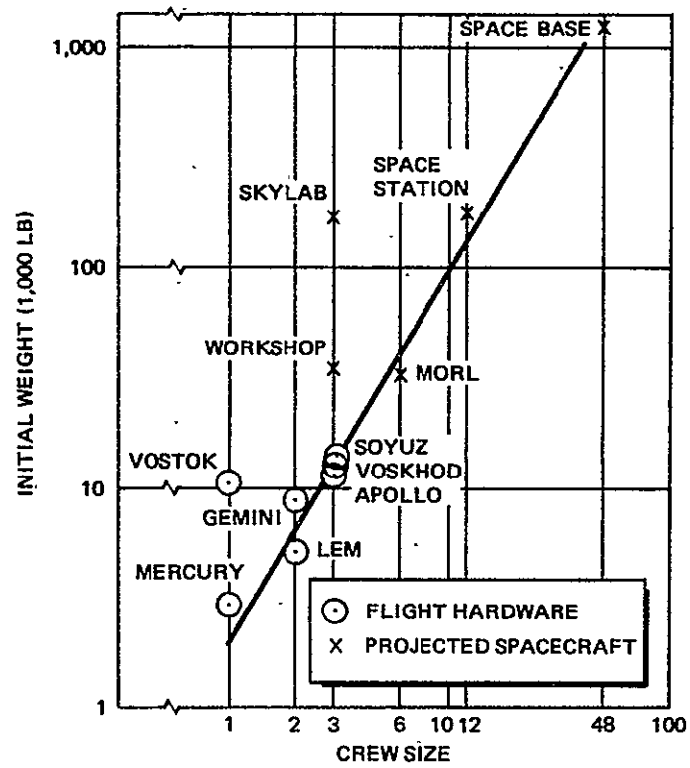 SPACE BASE
1,000
SPACE
STATION
SKYLAB
100
WORKSHOP
MORL
INITIAL WEIGHT (1,000 LB)
SOYUZ
VOSTOK
VOSKHOD
10
APOLLO
GEMINI
LEM
MERCURY
FLIGHT HARDWARE
PROJECTED SPACECRAFT
1
1 2 3 6 10 12 48 100
CREW SIZE